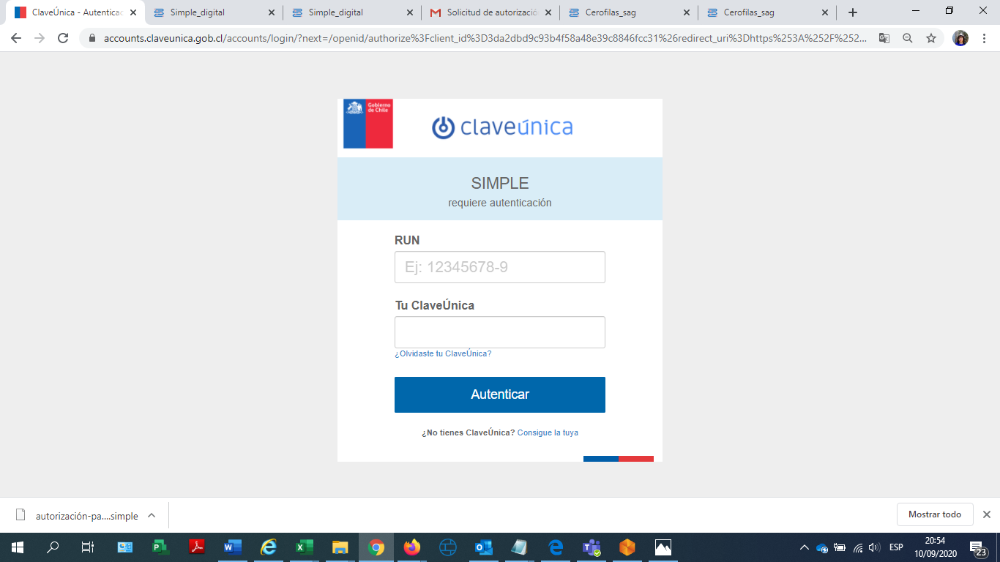 ClaveÚnica - Autenticac
Simple_digital
Simple_digital
Solicitud de autorizació
Cerofilas_sag
Cerofilas_sag
accounts.claveunica.gob.cl/accounts/login/?next=/openid/authorize%3Fclient_id%3D3da2dbd9c93b4f58a48e39c8846fcc31%26redirect_uri%3Dhttps%253A%252F%252...
Gobierno
de Chile
claveúnica
SIMPLE
requiere autenticación
RUN
Ej: 12345678-9
Tu ClaveÚnica
¿Olvidaste tu ClaveÚnica?
Autenticar
¿No tienes ClaveÚnica? Consigue la tuya
autorización-pa....simple
Mostrar todo
ESP
20:54
10/09/2020
23